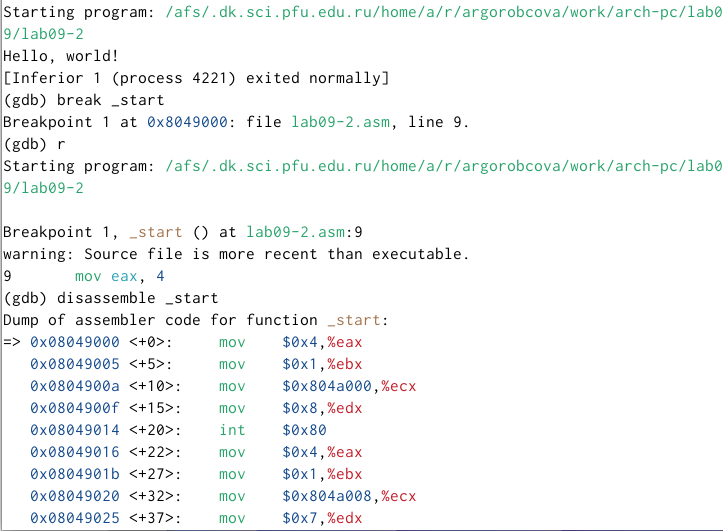 Starting program: /afs/.dk.sci.pfu.edu.ru/home/a/r/argorobcova/work/arch-pc/lab0
9/lab09-2
Hello, world!
[Inferior 1 (process 4221) exited normally]
(gdb) break _start
Breakpoint 1 at 0x8049000: file lab09-2.asm, line 9.
(gdb) r
Starting program: /afs/.dk.sci.pfu.edu.ru/home/a/r/argorobcova/work/arch-pc/lab0
9/lab09-2
Breakpoint 1, _start () at lab09-2.asm:9
warning: Source file is more recent than executable.
9       mov eax, 4
(gdb) disassemble _start
Dump of assembler code for function _start:
=> 0x08049000 <+0>:     mov    $0x4,%eax
   0x08049005 <+5>:     mov    $0x1,%ebx
   0x0804900a <+10>:    mov    $0x804a000,%ecx
   0x0804900f <+15>:    mov    $0x8,%edx
   0x08049014 <+20>:    int    $0x80
   0x08049016 <+22>:    mov    $0x4,%eax
   0x0804901b <+27>:    mov    $0x1,%ebx
   0x08049020 <+32>:    mov    $0x804a008,%ecx
   0x08049025 <+37>:    mov    $0x7,%edx